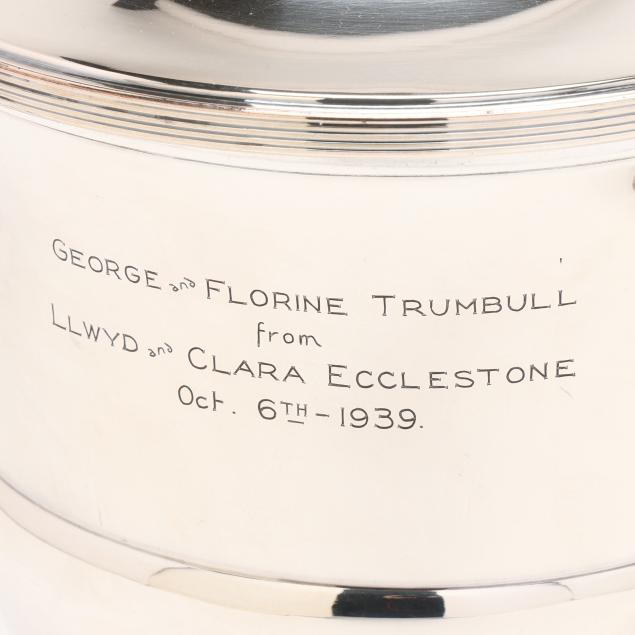 GEORGE and FLORINE TRUMBULL
from
LLWYD and CLARA ECCLESTONE
Oct. 6TH - 1939.